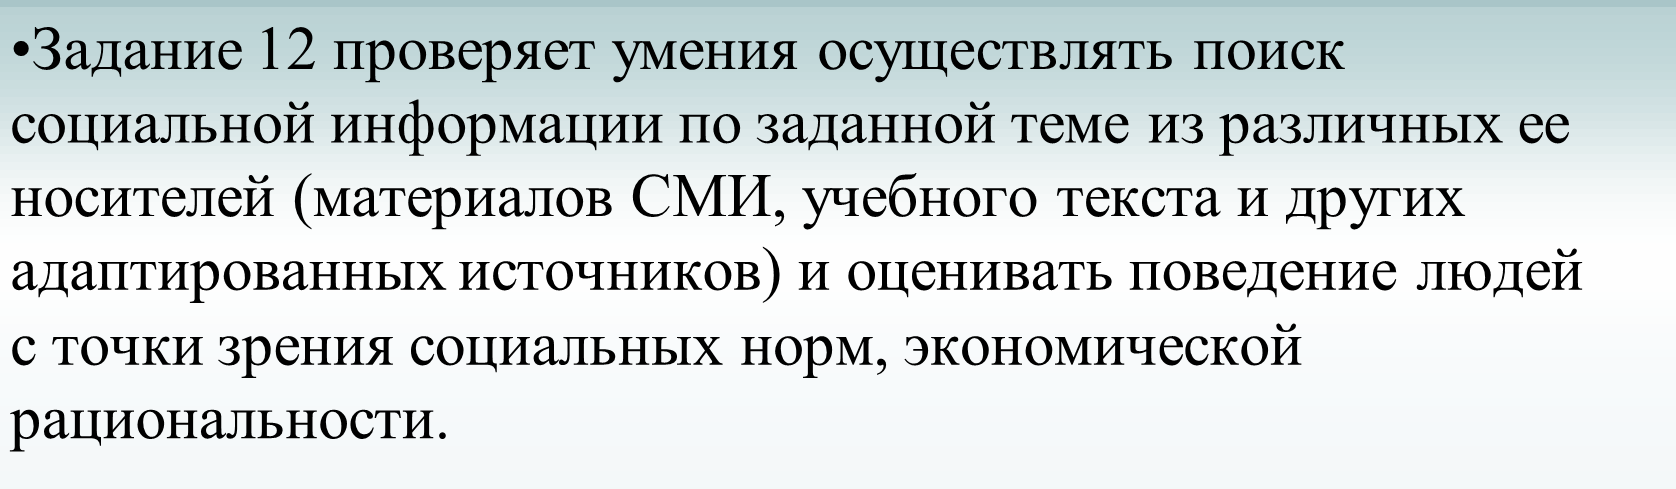 •Задание 12 проверяет умения осуществлять поиск
социальной информации по заданной теме из различных ее
носителей (материалов СМИ, учебного текста и других
адаптированных источников) и оценивать поведение людей
с точки зрения социальных норм, экономической
рациональности.